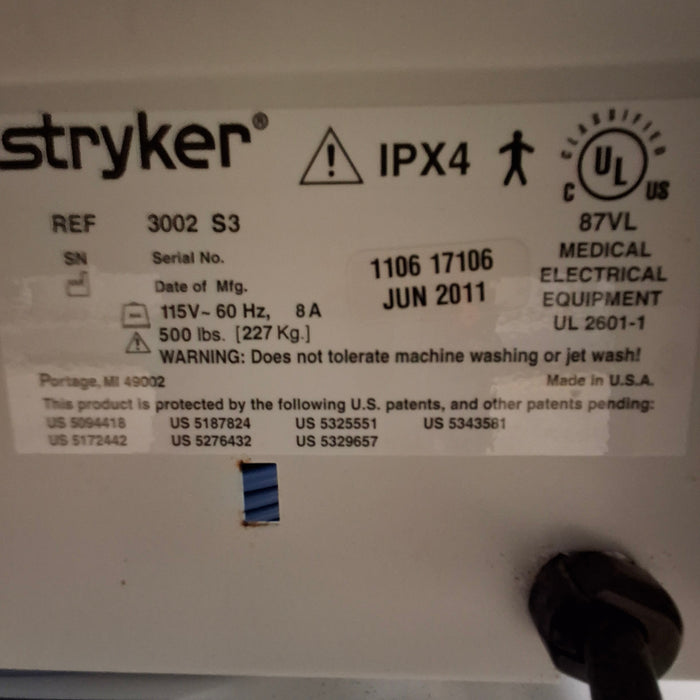 stryker®
IPX4
CLASSIFIED
C UL US
REF 3002 S3
87VL
SN Serial No.
1106 17106
MEDICAL
ELECTRICAL
Date of Mfg.
JUN 2011
EQUIPMENT
115V~ 60 Hz, 8 A
UL 2601-1
500 lbs. [227 Kg.]
WARNING: Does not tolerate machine washing or jet wash!
Portage, MI 49002
Made in U.S.A.
This product is protected by the following U.S. patents, and other patents pending:
US 5094418 US 5187824 US 5325551 US 5343581
US 5172442 US 5276432 US 5329657